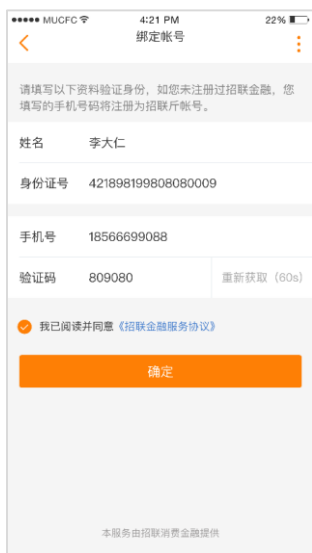 MUCFC 4:21 PM 22%
绑定帐号
请填写以下资料验证身份，如您未注册过招联金融，您
填写的手机号码将注册为招联斤帐号。
姓名 李大仁
身份证号 421898199808080009
手机号 18566699088
验证码 809080 重新获取（60s）
我已阅读并同意《招联金融服务协议》
确定
本服务由招联消费金融提供